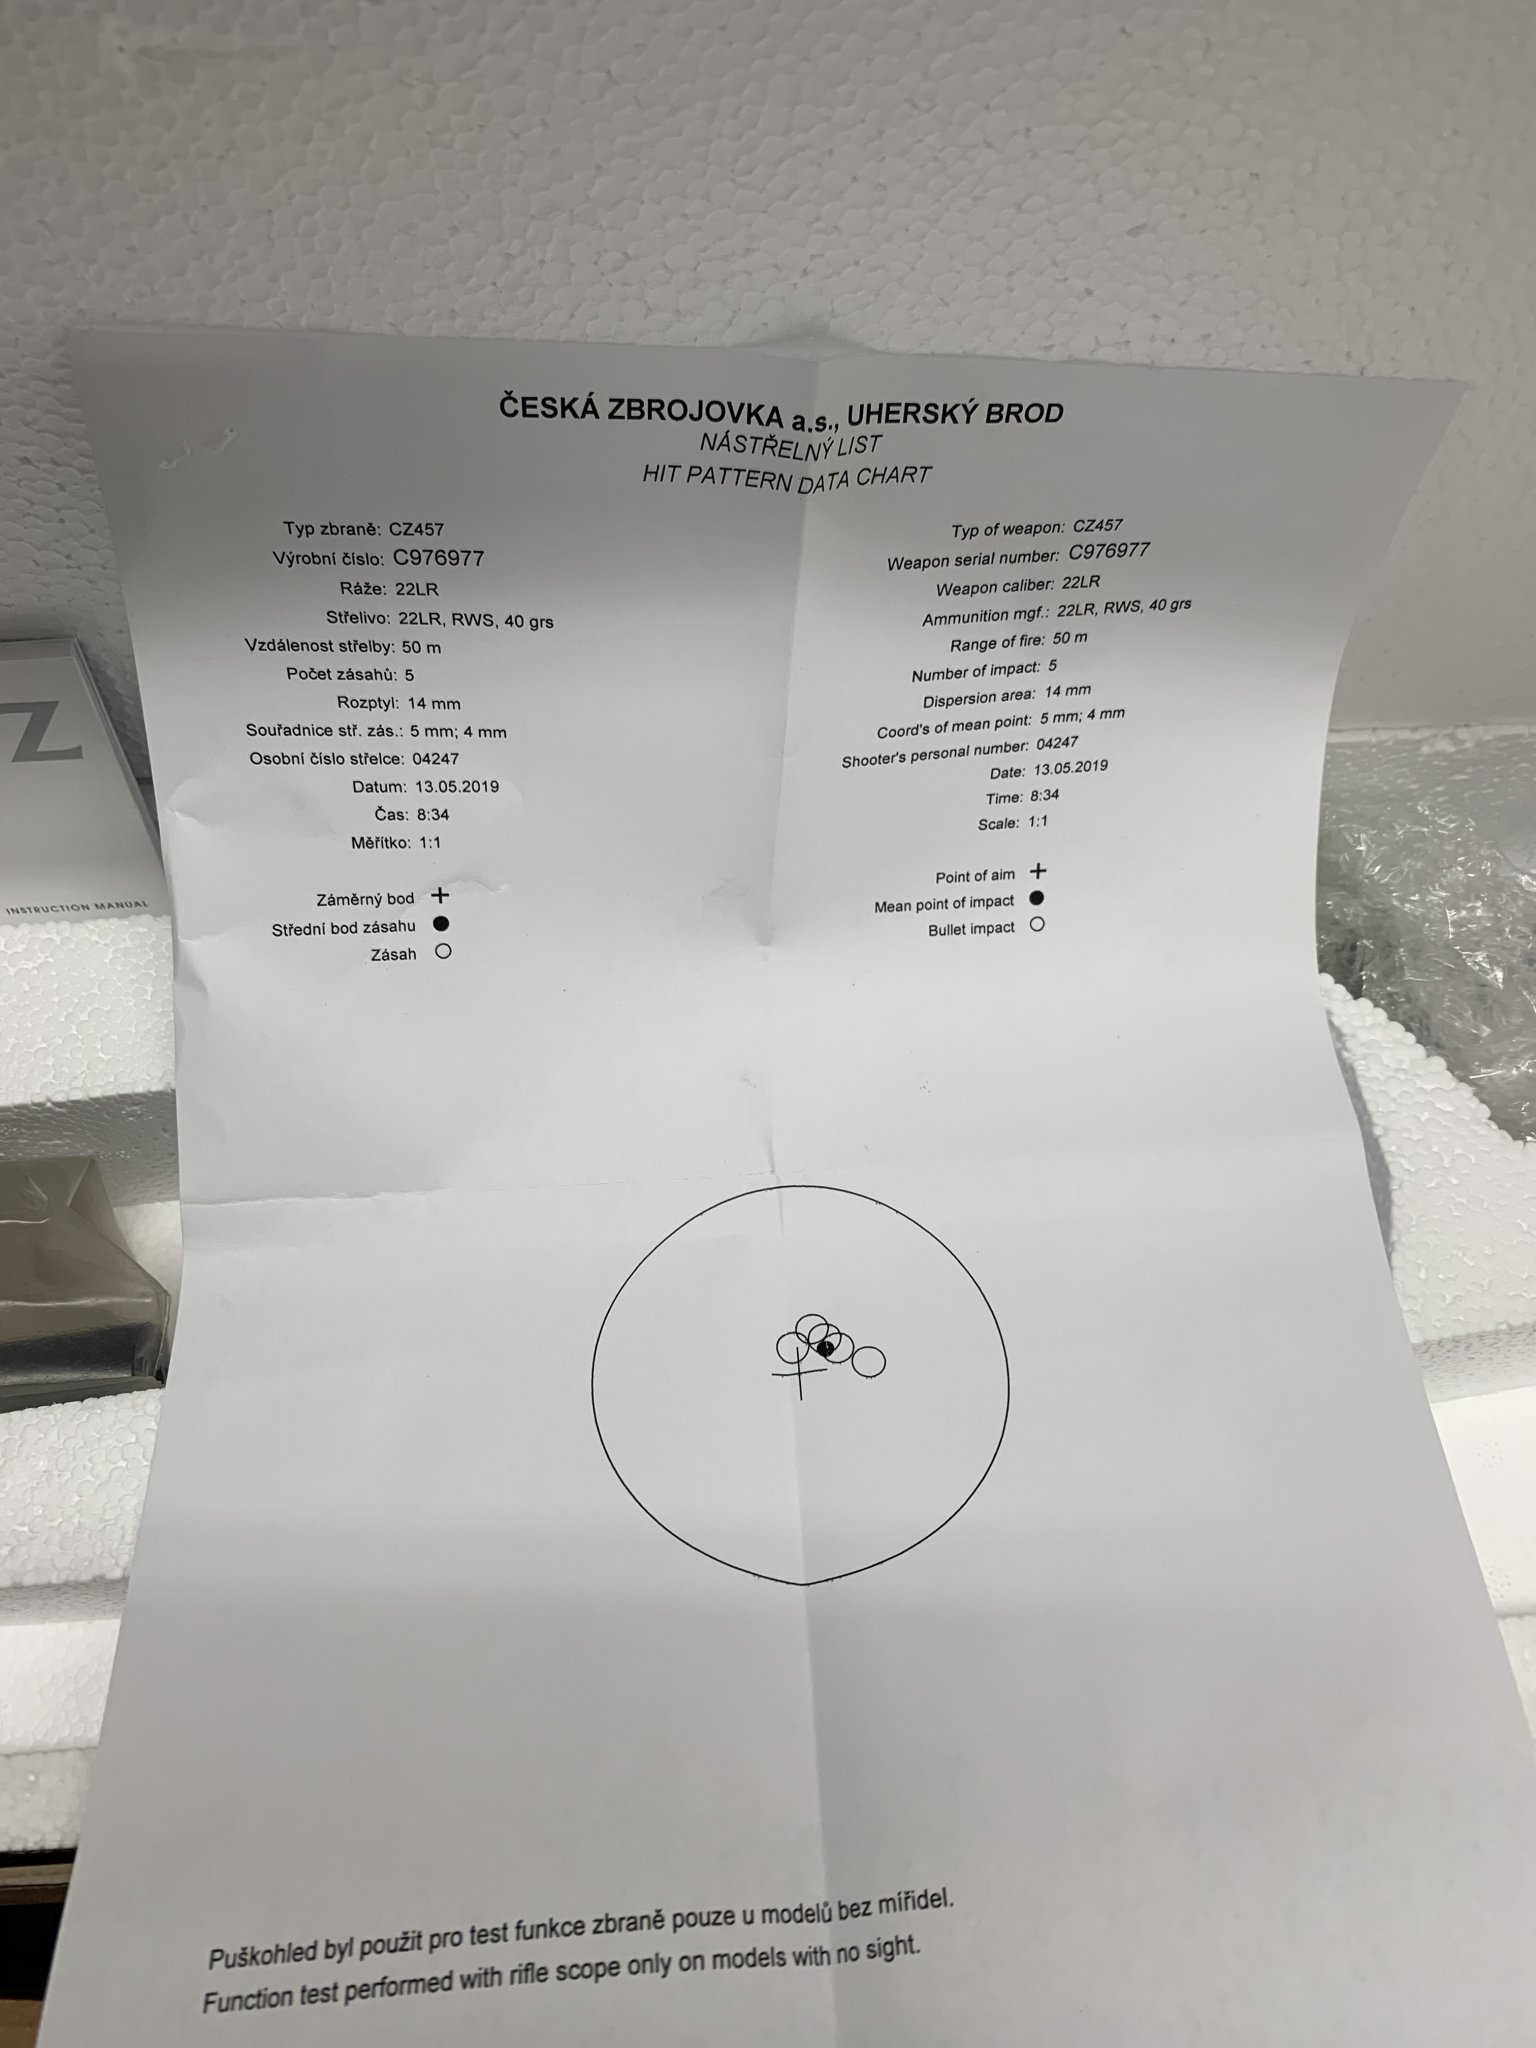 ČESKÁ ZBROJOVKA a.s., UHERSKÝ BROD
NÁSTŘELNÝ LIST
HIT PATTERN DATA CHART
Typ zbraně: CZ457
Výrobní číslo: C976977
Ráže: 22LR
Střelivo: 22LR, RWS, 40 grs
Vzdálenost střelby: 50 m
Počet zásahů: 5
Rozptyl: 14 mm
Souřadnice stř. zás.: 5 mm; 4 mm
Osobní číslo střelce: 04247
Datum: 13.05.2019
Čas: 8:34
Měřítko: 1:1
Záměrný bod
Střední bod zásahu
Zásah
Typ of weapon: CZ457
Weapon serial number: C976977
Weapon caliber: 22LR
Ammunition mgf.: 22LR, RWS, 40 grs
Range of fire: 50 m
Number of impact: 5
Dispersion area: 14 mm
Coord's of mean point: 5 mm; 4 mm
Shooter's personal number: 04247
Date: 13.05.2019
Time: 8:34
Scale: 1:1
Point of aim
Mean point of impact
Bullet impact
Z
INSTRUCTION MANUAL
Puškohled byl použit pro test funkce zbraně pouze u modelů bez mířidel.
Function test performed with rifle scope only on models with no sight.